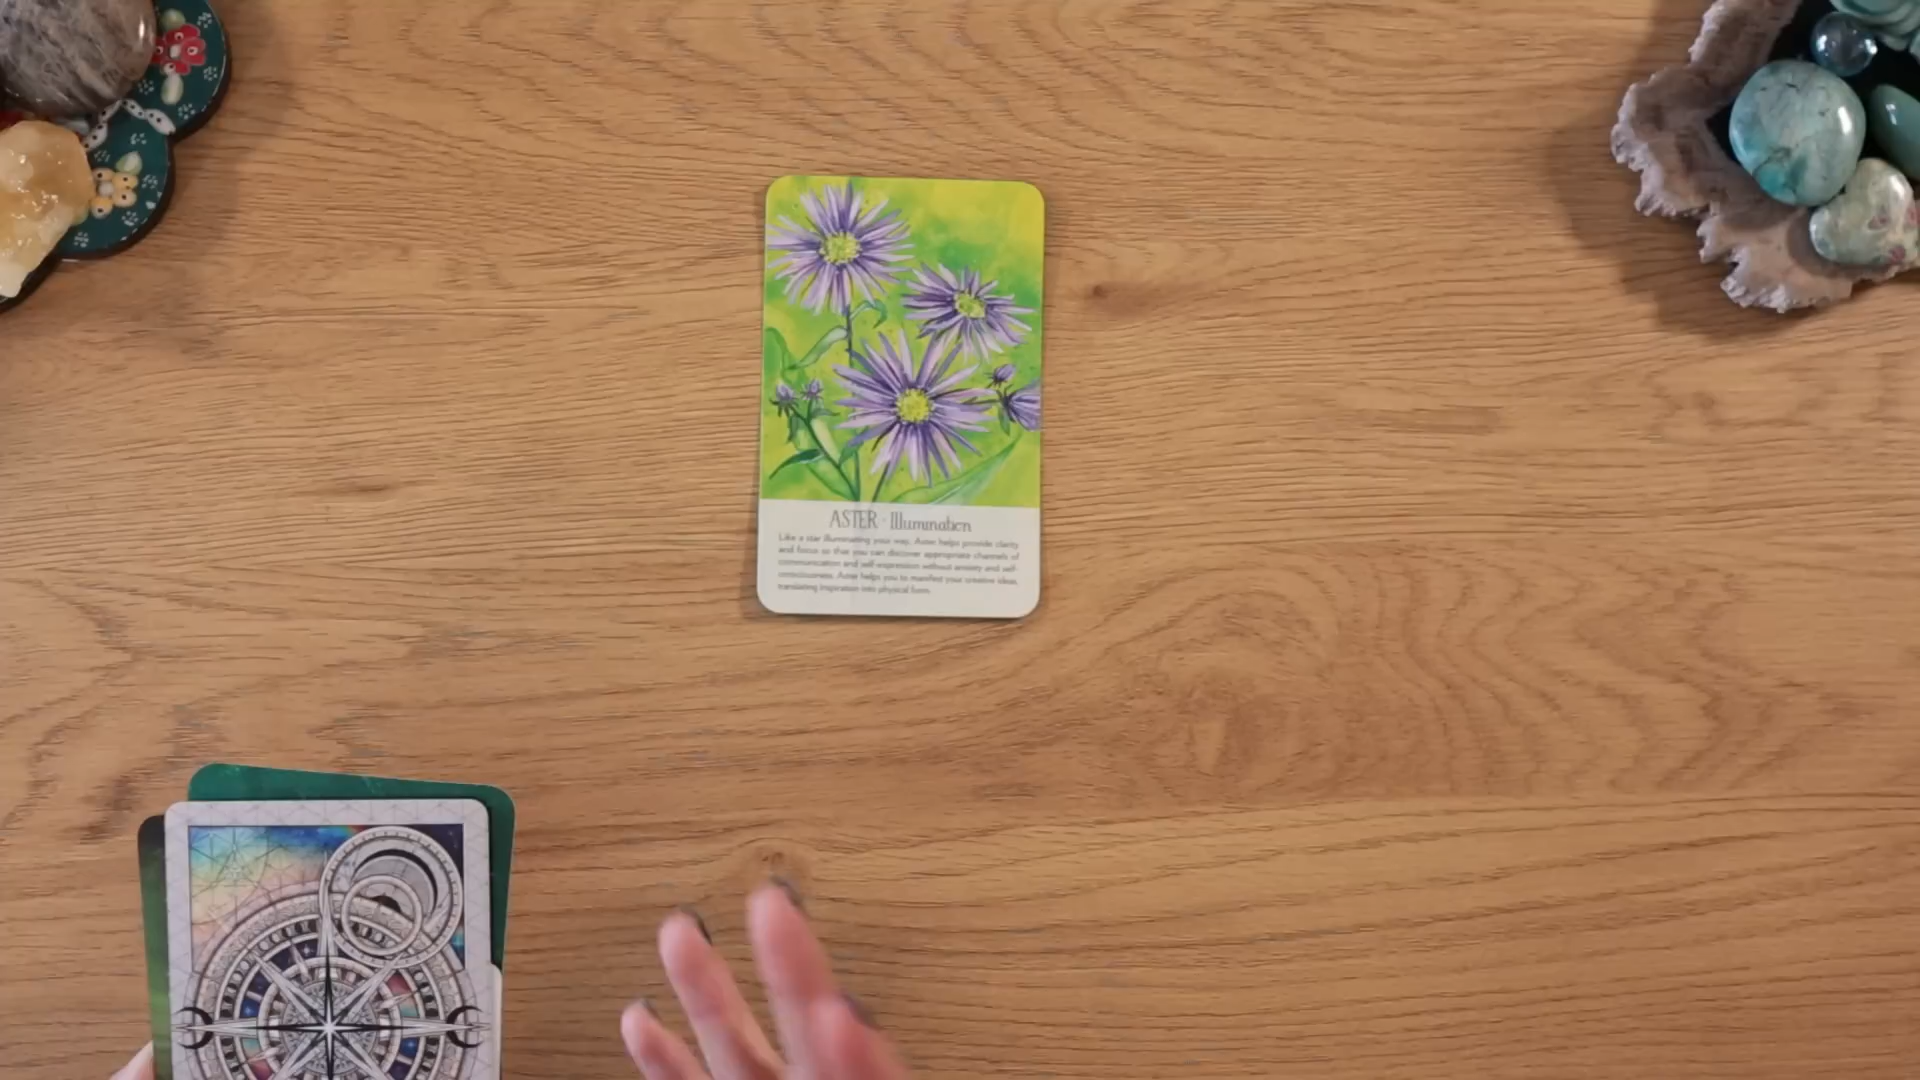 ASTER · Illumination
Like a star illuminating your way, Aster helps provide clarity
and focus so that you can discover appropriate channels of
communication and self-expression without anxiety and self-
consciousness. Aster helps you to manifest your creative ideas,
translating inspiration into physical form.